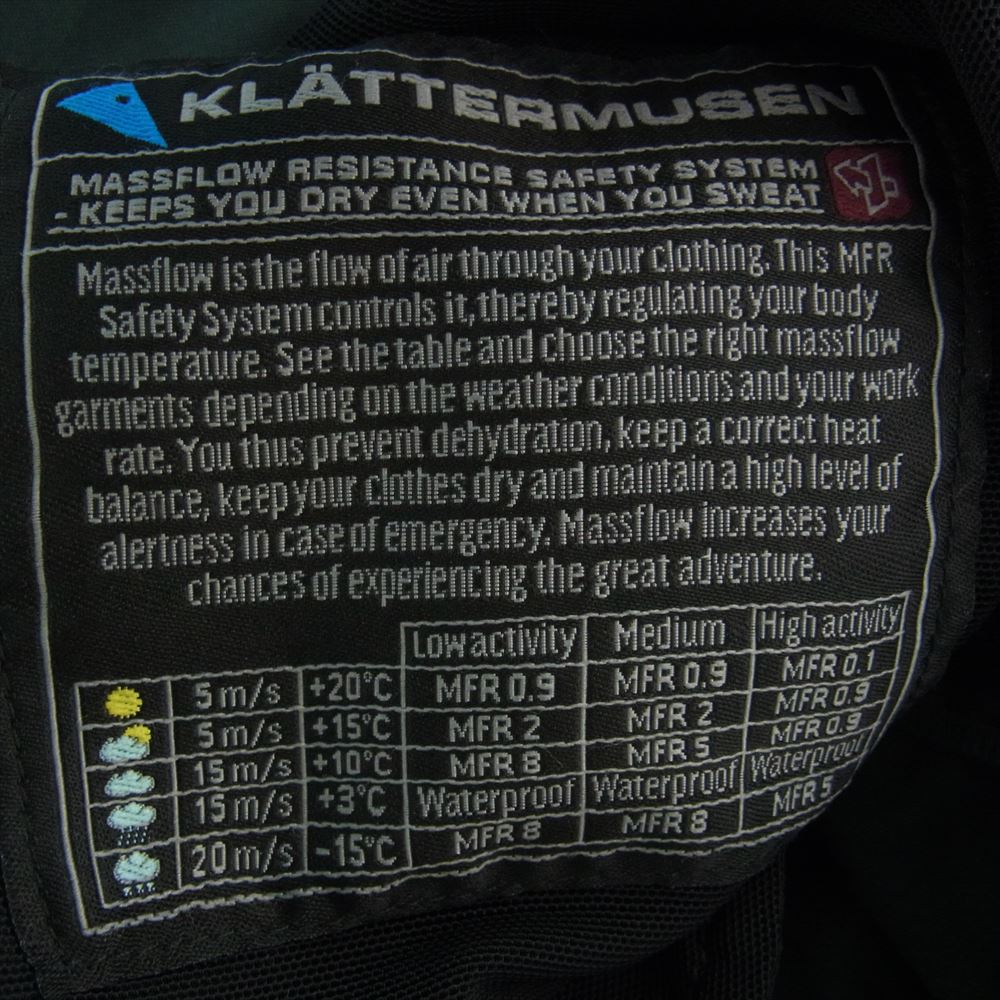 KLÄTTERMUSEN
MASSFLOW RESISTANCE SAFETY SYSTEM
- KEEPS YOU DRY EVEN WHEN YOU SWEAT
Massflow is the flow of air through your clothing. This MFR
Safety System controls it, thereby regulating your body
temperature. See the table and choose the right massflow
garments depending on the weather conditions and your work
rate. You thus prevent dehydration, keep a correct heat
balance, keep your clothes dry and maintain a high level of
alertness in case of emergency. Massflow increases your
chances of experiencing the great adventure.
Low activity Medium High activity
5 m/s +20°C MFR 0.9 MFR 0.9 MFR 0.1
5 m/s +15°C MFR 2 MFR 2 MFR 0.9
15 m/s +10°C MFR 8 MFR 5 MFR 0.9
15 m/s +3°C Waterproof Waterproof Waterproof
20 m/s -15°C MFR 8 MFR 8 MFR 5